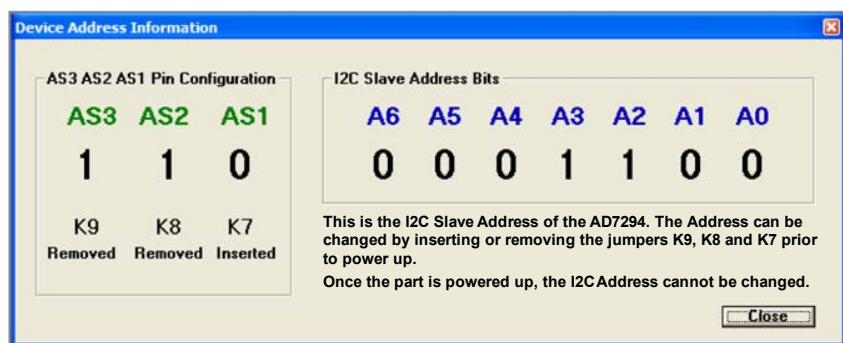 Device Address Information
AS3 AS2 AS1 Pin Configuration
AS3 AS2 AS1
1 1 0
K9 K8 K7
Removed Removed Inserted
I2C Slave Address Bits
A6 A5 A4 A3 A2 A1 A0
0 0 0 1 1 0 0
This is the I2C Slave Address of the AD7294. The Address can be
changed by inserting or removing the jumpers K9, K8 and K7 prior
to power up.
Once the part is powered up, the I2C Address cannot be changed.
Close